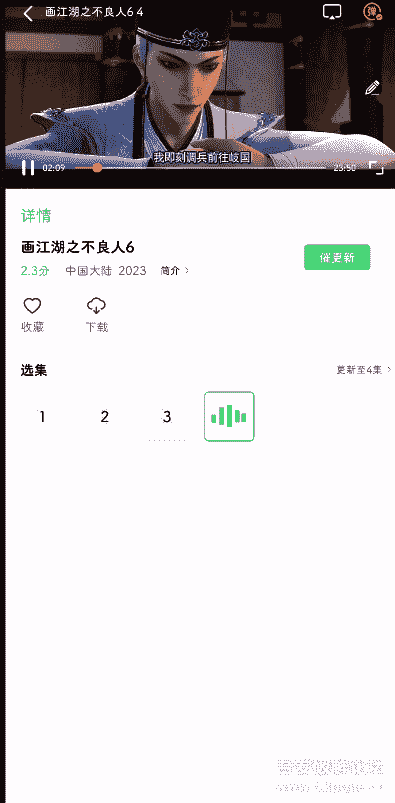 画江湖之不良人6 4
弹
我即刻调兵前往岐国
02:09
23:50
详情
画江湖之不良人6
催更新
2.3分 中国大陆 2023 简介
收藏 下载
选集 更新至4集
1 2 3